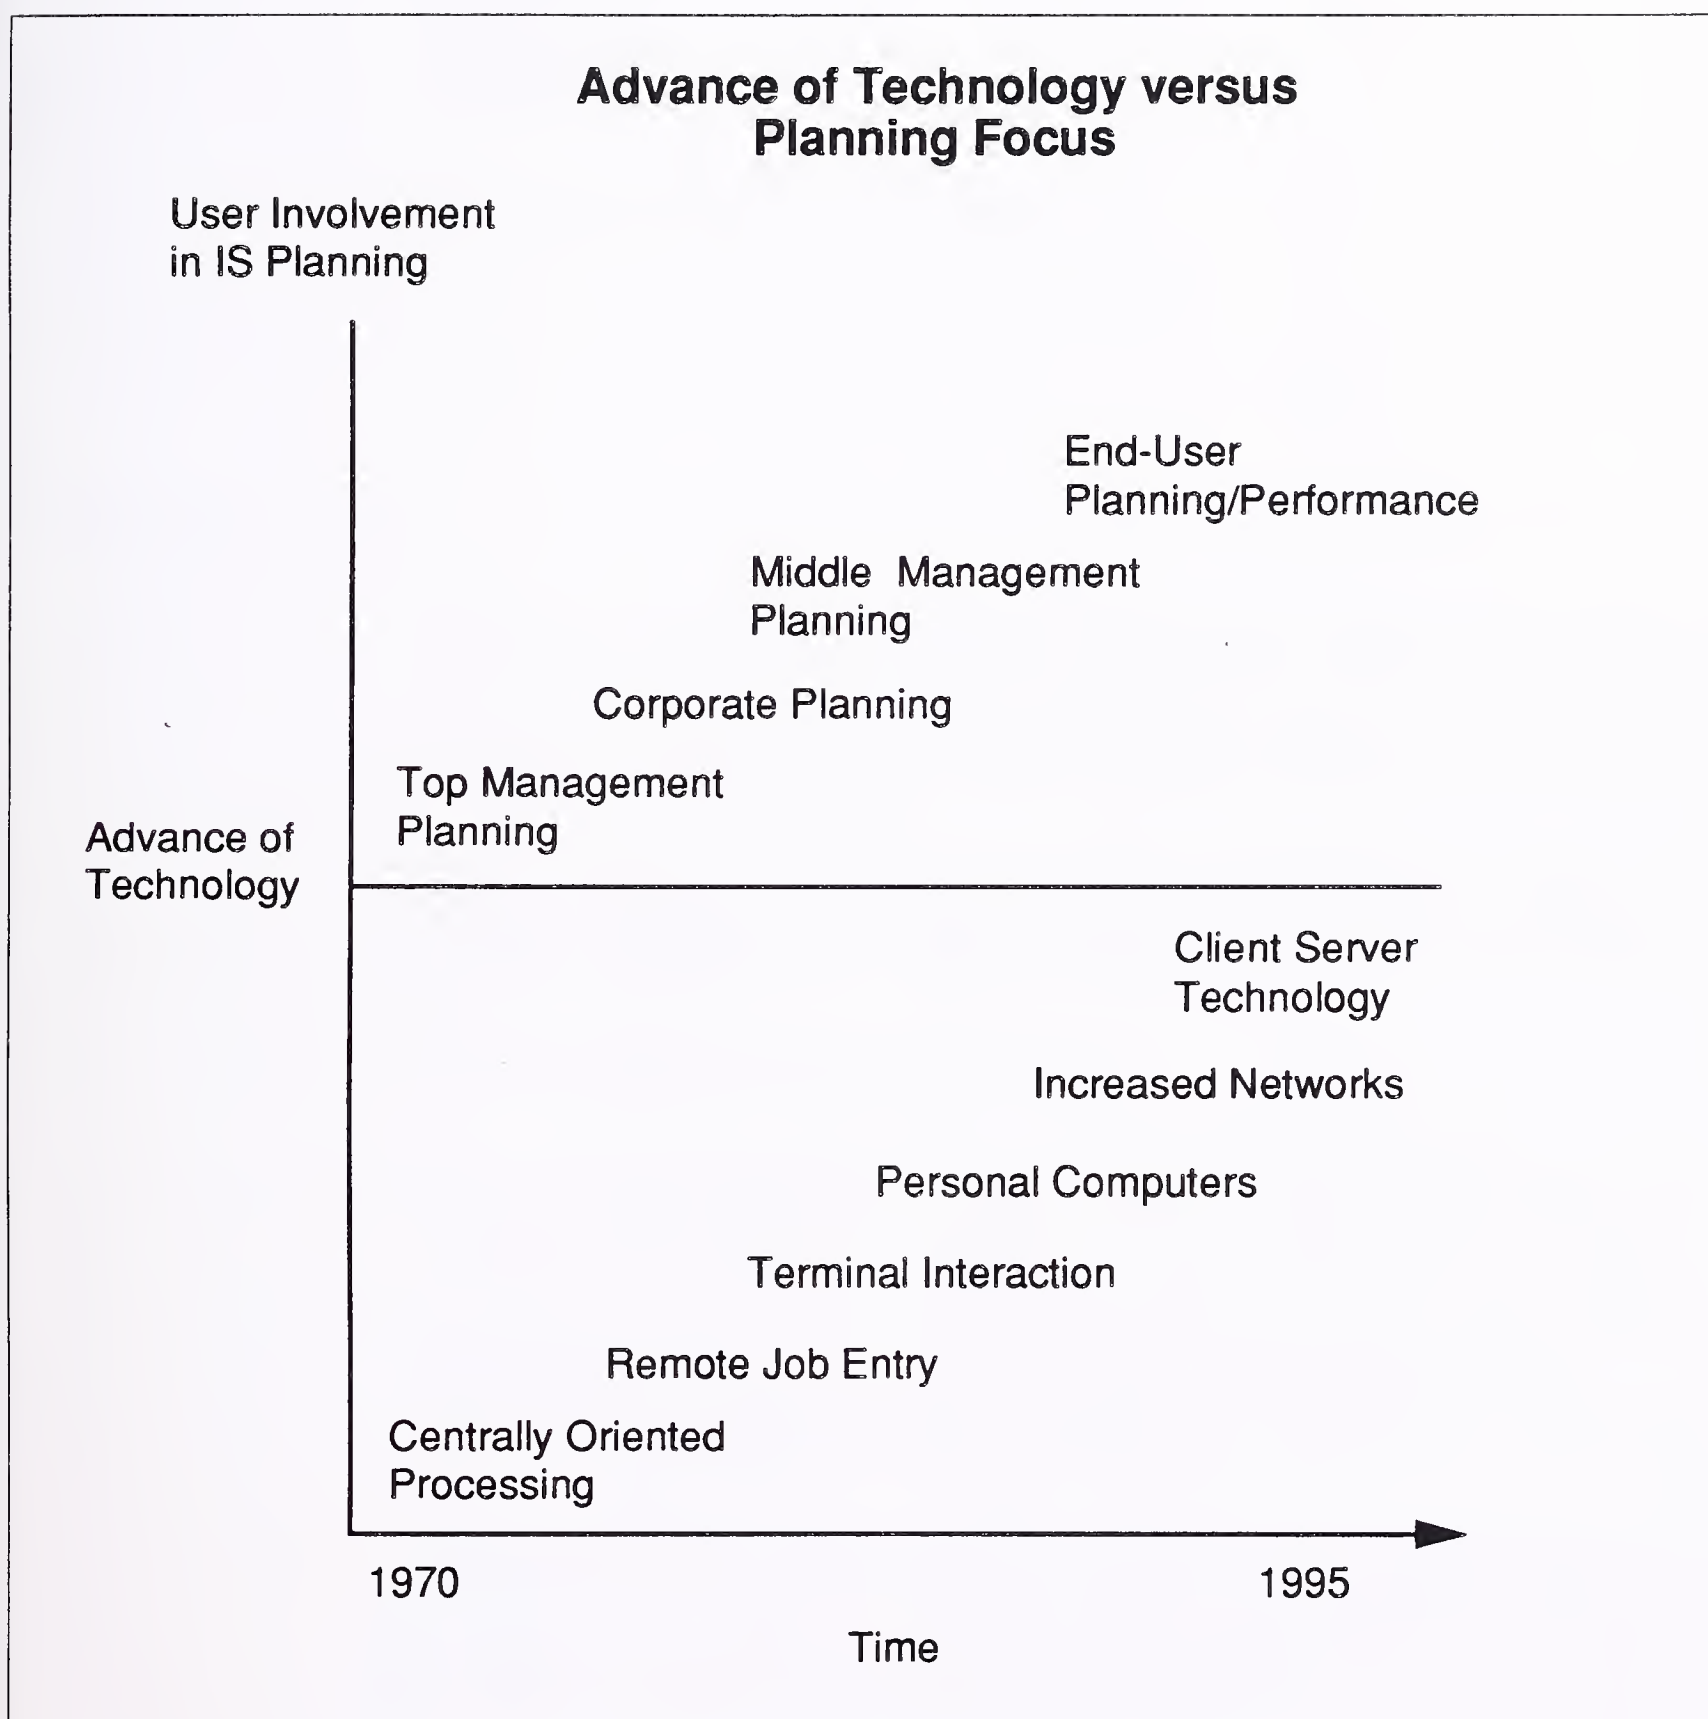 Advance of Technology versus
Planning Focus
User Involvement
in IS Planning
End-User
Planning/Performance
Middle Management
Planning
Corporate Planning
Top Management
Planning
Advance of
Technology
Client Server
Technology
Increased Networks
Personal Computers
Terminal Interaction
Remote Job Entry
Centrally Oriented
Processing
1970
1995
Time